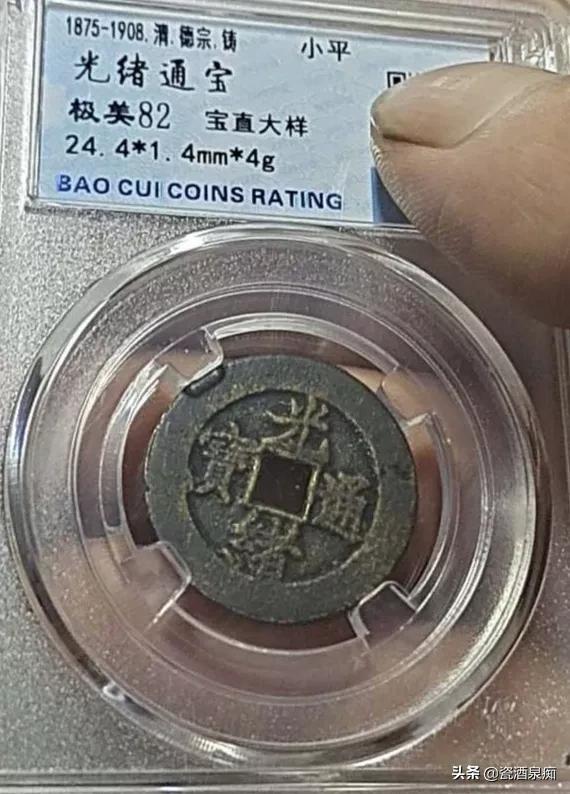 1875-1908.清.德宗.铸
小平
光绪通宝
极美82 宝直大样
24.4*1.4mm*4g
BAO CUI COINS RATING
光
寶 通
緒
头条 @瓷酒泉痴